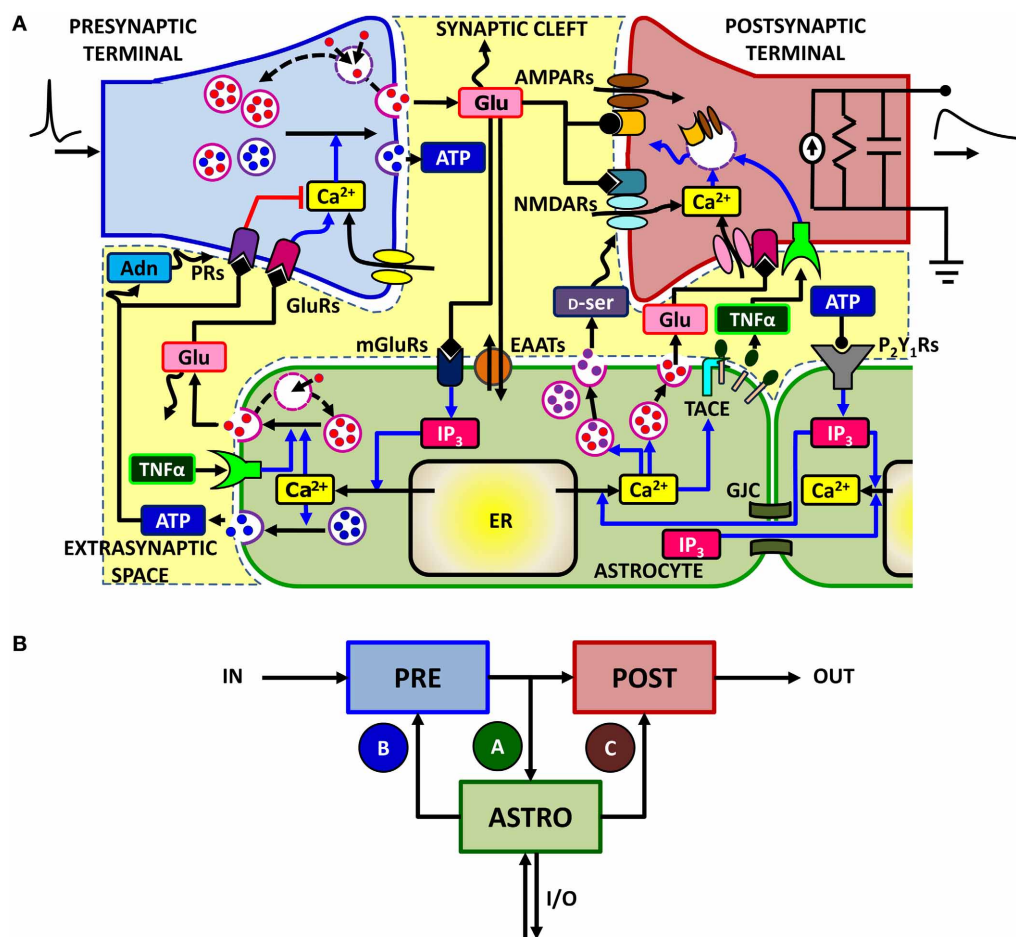 A
PRESYNAPTIC
TERMINAL
SYNAPTIC CLEFT
POSTSYNAPTIC
TERMINAL
AMPARs
Glu
ATP
Ca²⁺
NMDARs
Ca²⁺
Adn
PRs
GluRs
D-ser
Glu
TNFα
ATP
Glu
mGluRs
EAATs
P₂Y₁Rs
TACE
IP₃
IP₃
TNFα
Ca²⁺
ER
Ca²⁺
GJC
Ca²⁺
ATP
IP₃
EXTRASYNAPTIC
SPACE
ASTROCYTE
B
IN
PRE
POST
OUT
B
A
C
ASTRO
I/O